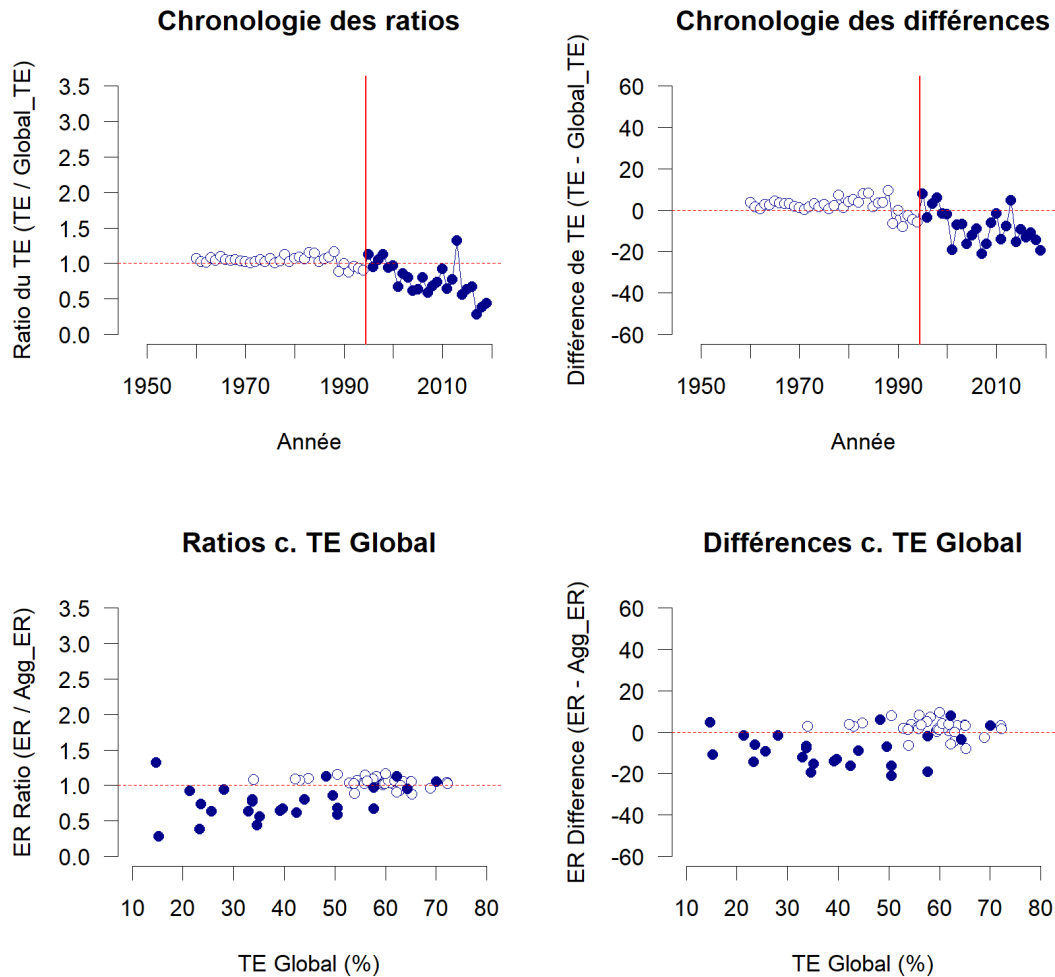 Chronologie des ratios
Ratio du TE (TE / Global_TE)
3.5
3.0
2.5
2.0
1.5
1.0
0.5
0.0
1950 1970 1990 2010
Année
Chronologie des différences
Différence de TE (TE - Global_TE)
60
40
20
0
-20
-40
-60
1950 1970 1990 2010
Année
Ratios c. TE Global
ER Ratio (ER / Agg_ER)
3.5
3.0
2.5
2.0
1.5
1.0
0.5
0.0
10 20 30 40 50 60 70 80
TE Global (%)
Différences c. TE Global
ER Difference (ER - Agg_ER)
60
40
20
0
-20
-40
-60
10 20 30 40 50 60 70 80
TE Global (%)